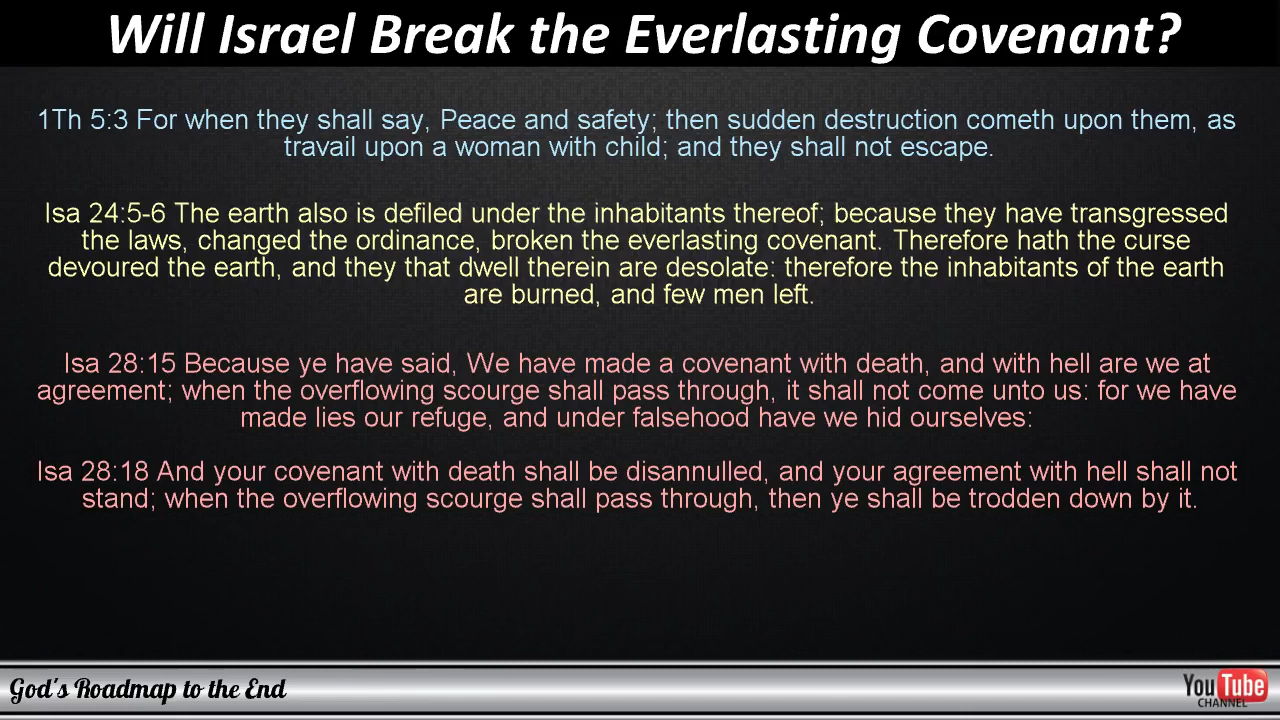 Will Israel Break the Everlasting Covenant?
1Th 5:3 For when they shall say, Peace and safety; then sudden destruction cometh upon them, as
travail upon a woman with child; and they shall not escape.
Isa 24:5-6 The earth also is defiled under the inhabitants thereof; because they have transgressed
the laws, changed the ordinance, broken the everlasting covenant. Therefore hath the curse
devoured the earth, and they that dwell therein are desolate: therefore the inhabitants of the earth
are burned, and few men left.
Isa 28:15 Because ye have said, We have made a covenant with death, and with hell are we at
agreement; when the overflowing scourge shall pass through, it shall not come unto us: for we have
made lies our refuge, and under falsehood have we hid ourselves:
Isa 28:18 And your covenant with death shall be disannulled, and your agreement with hell shall not
stand; when the overflowing scourge shall pass through, then ye shall be trodden down by it.
God's Roadmap to the End
YouTube
CHANNEL